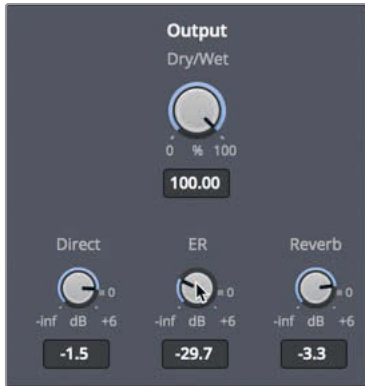 Output
Dry/Wet
0 % 100
100.00
Direct ER Reverb
0 0 0
-inf dB +6 -inf dB +6 -inf dB +6
-1.5 -29.7 -3.3